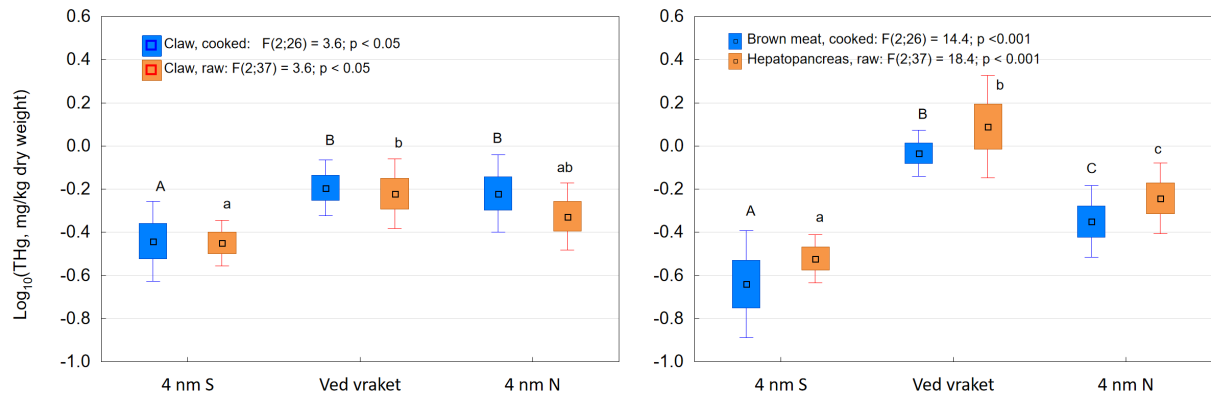 Log10(THg, mg/kg dry weight)
0.6
0.4
0.2
0.0
-0.2
-0.4
-0.6
-0.8
-1.0
Claw, cooked: F(2;26) = 3.6; p < 0.05
Claw, raw: F(2;37) = 3.6; p < 0.05
A
a
B
b
B
ab
4 nm S
Ved vraket
4 nm N
0.6
0.4
0.2
0.0
-0.2
-0.4
-0.6
-0.8
-1.0
Brown meat, cooked: F(2;26) = 14.4; p <0.001
Hepatopancreas, raw: F(2;37) = 18.4; p < 0.001
A
a
B
b
C
c
4 nm S
Ved vraket
4 nm N